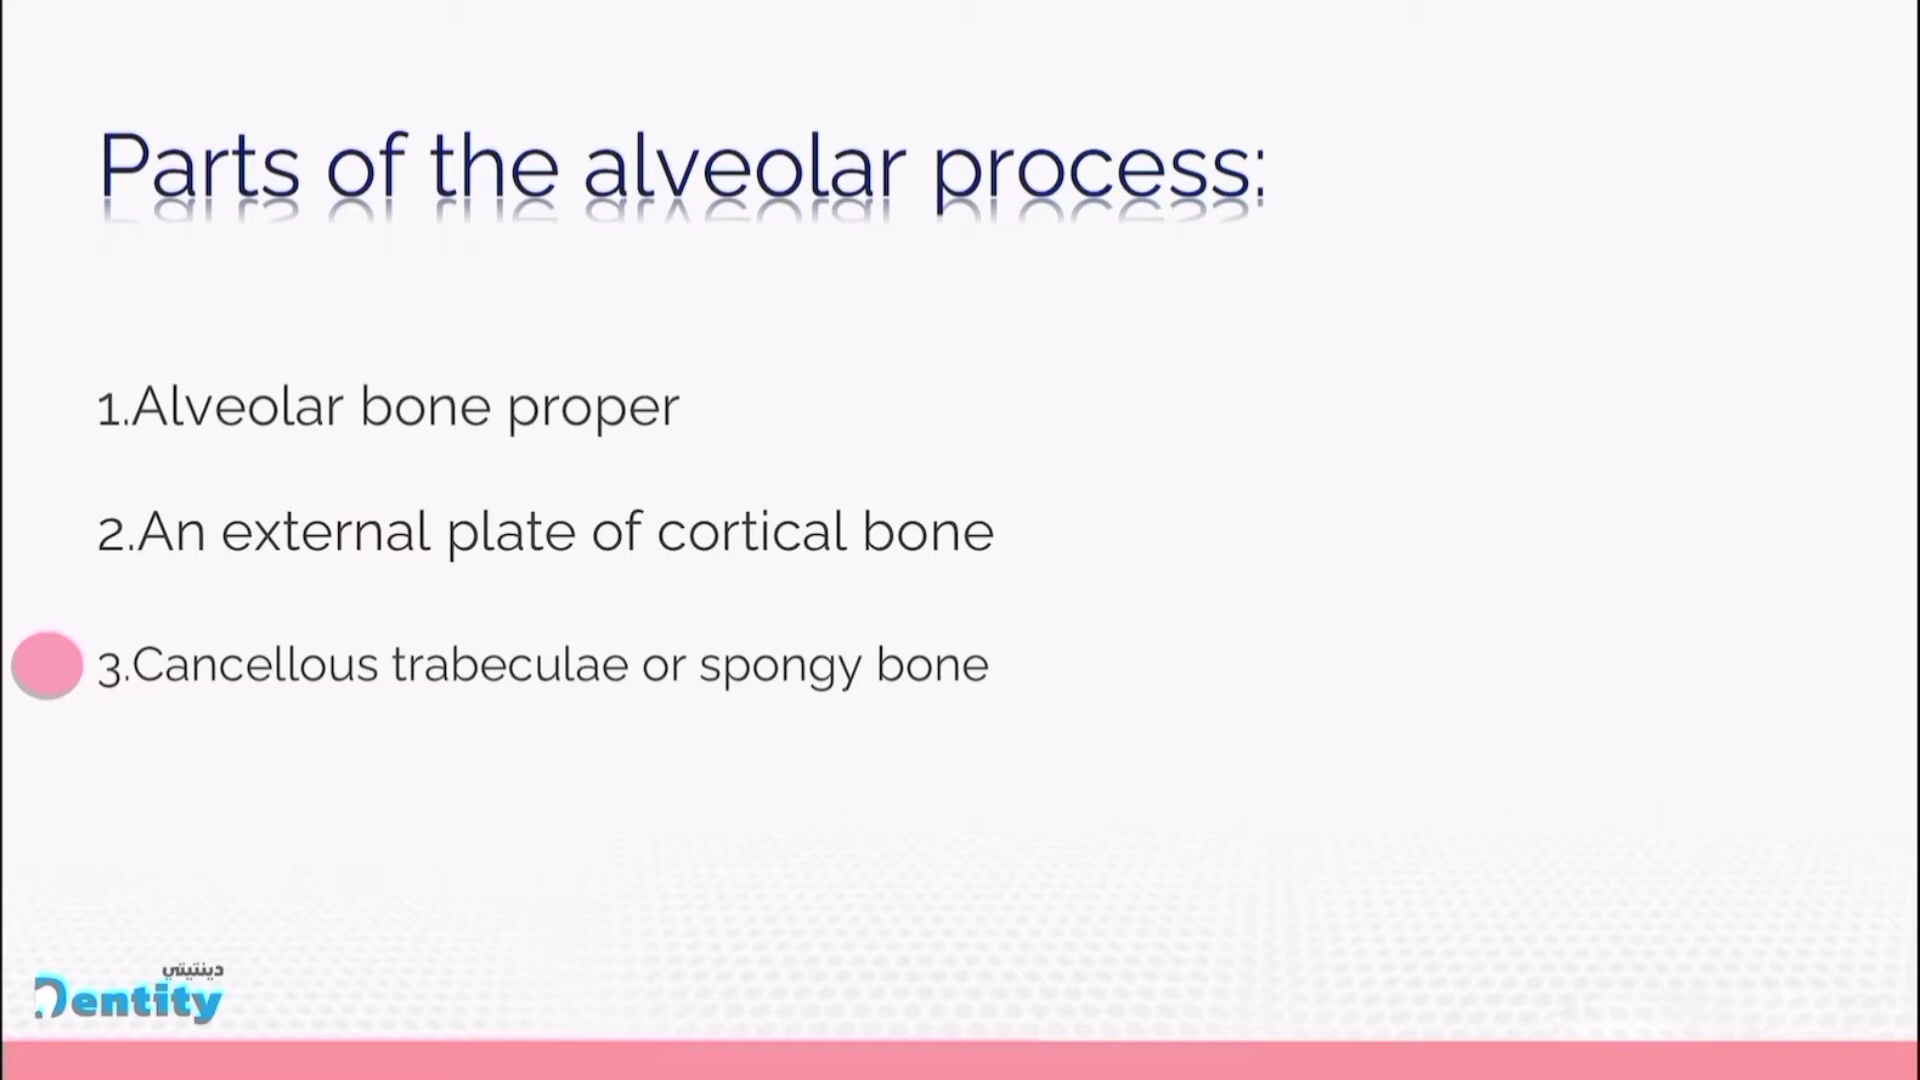 Parts of the alveolar process:
1.Alveolar bone proper
2.An external plate of cortical bone
3.Cancellous trabeculae or spongy bone
دينتيتي
Dentity